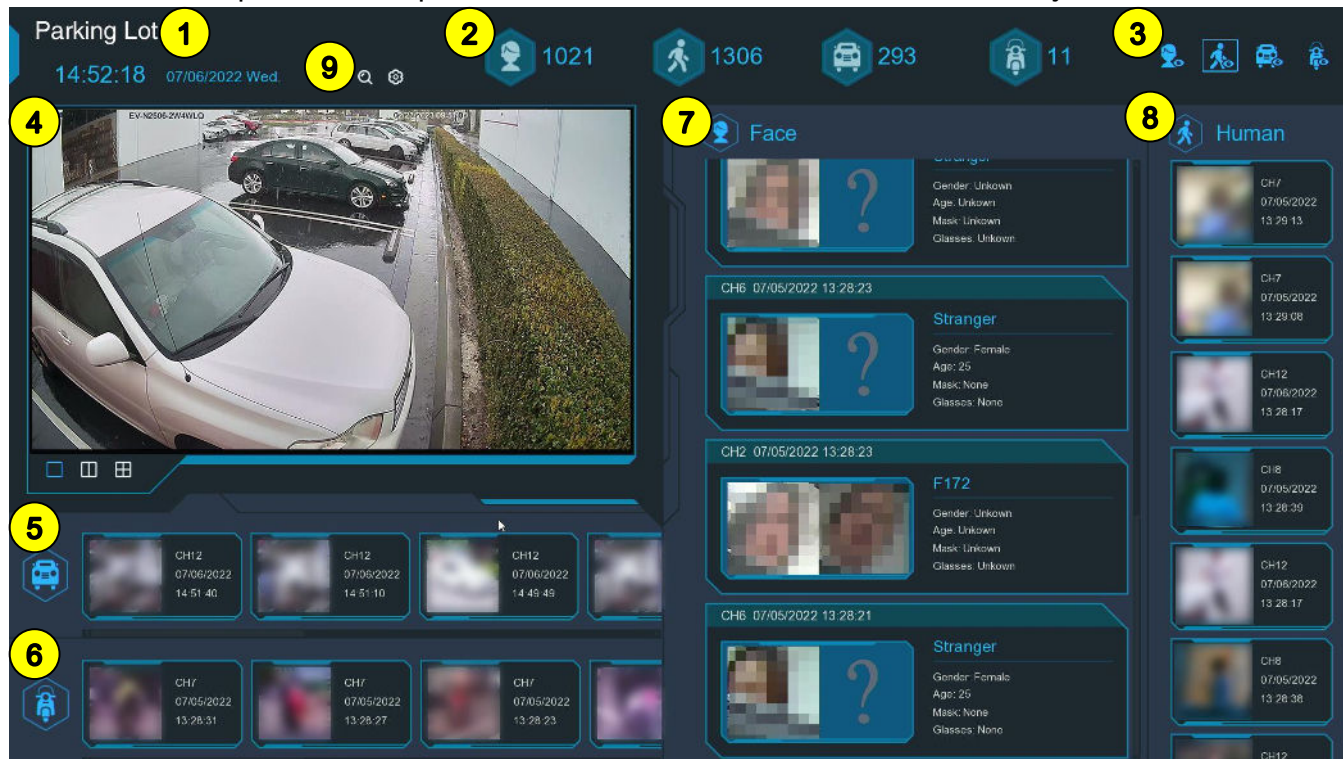 Parking Lot
1
14:52:18 07/06/2022 Wed.
9
2
1021
1306
293
11
3
4
EV-N2506-2W4WLQ
5
CH12
07/06/2022
14:51:40
CH12
07/06/2022
14:51:10
CH12
07/06/2022
14:49:49
6
CH7
07/05/2022
13:28:31
CH7
07/05/2022
13:28:27
CH7
07/05/2022
13:28:23
7
Face
Stranger
Gender: Unkown
Age: Unkown
Mask: Unkown
Glasses: Unkown
CH6 07/05/2022 13:28:23
Stranger
Gender: Female
Age: 25
Mask: None
Glasses: None
CH2 07/05/2022 13:28:23
F172
Gender: Unkown
Age: Unkown
Mask: Unkown
Glasses: Unkown
CH6 07/05/2022 13:28:21
Stranger
Gender: Female
Age: 25
Mask: None
Glasses: None
8
Human
CH7
07/05/2022
13:29:13
CH7
07/05/2022
13:29:08
CH12
07/06/2022
13:28:17
CH8
07/05/2022
13:28:39
CH12
07/06/2022
13:28:17
CH8
07/05/2022
13:28:38
CH12